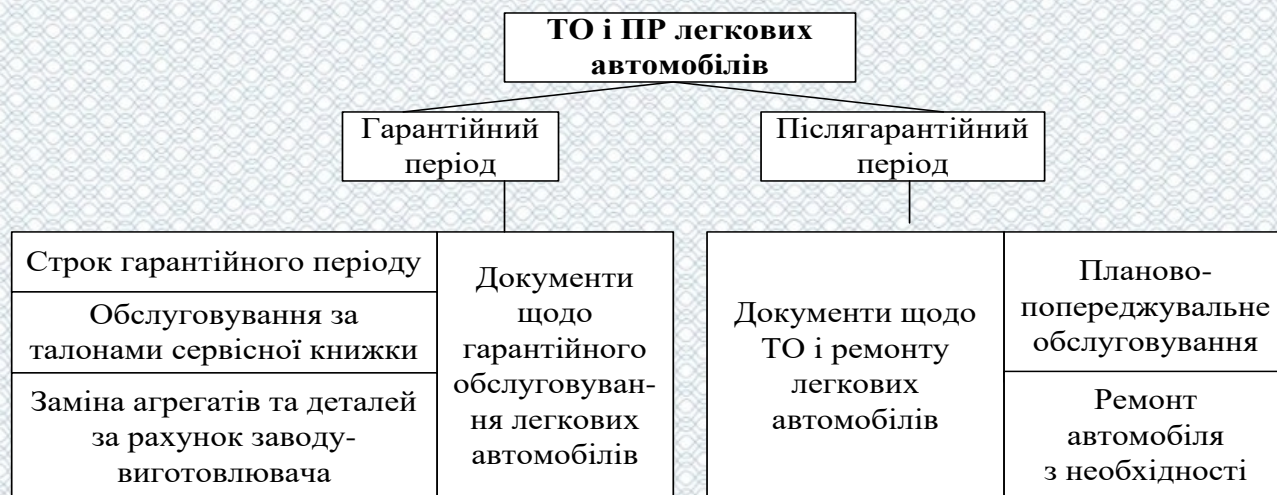 ТО і ПР легкових
автомобілів
Гарантійний
період
Післягарантійний
період
Строк гарантійного періоду
Обслуговування за
талонами сервісної книжки
Заміна агрегатів та деталей
за рахунок заводу-
виготовлювача
Документи
щодо
гарантійного
обслуговуван-
ня легкових
автомобілів
Документи щодо
ТО і ремонту
легкових
автомобілів
Планово-
попереджувальне
обслуговування
Ремонт
автомобіля
з необхідності